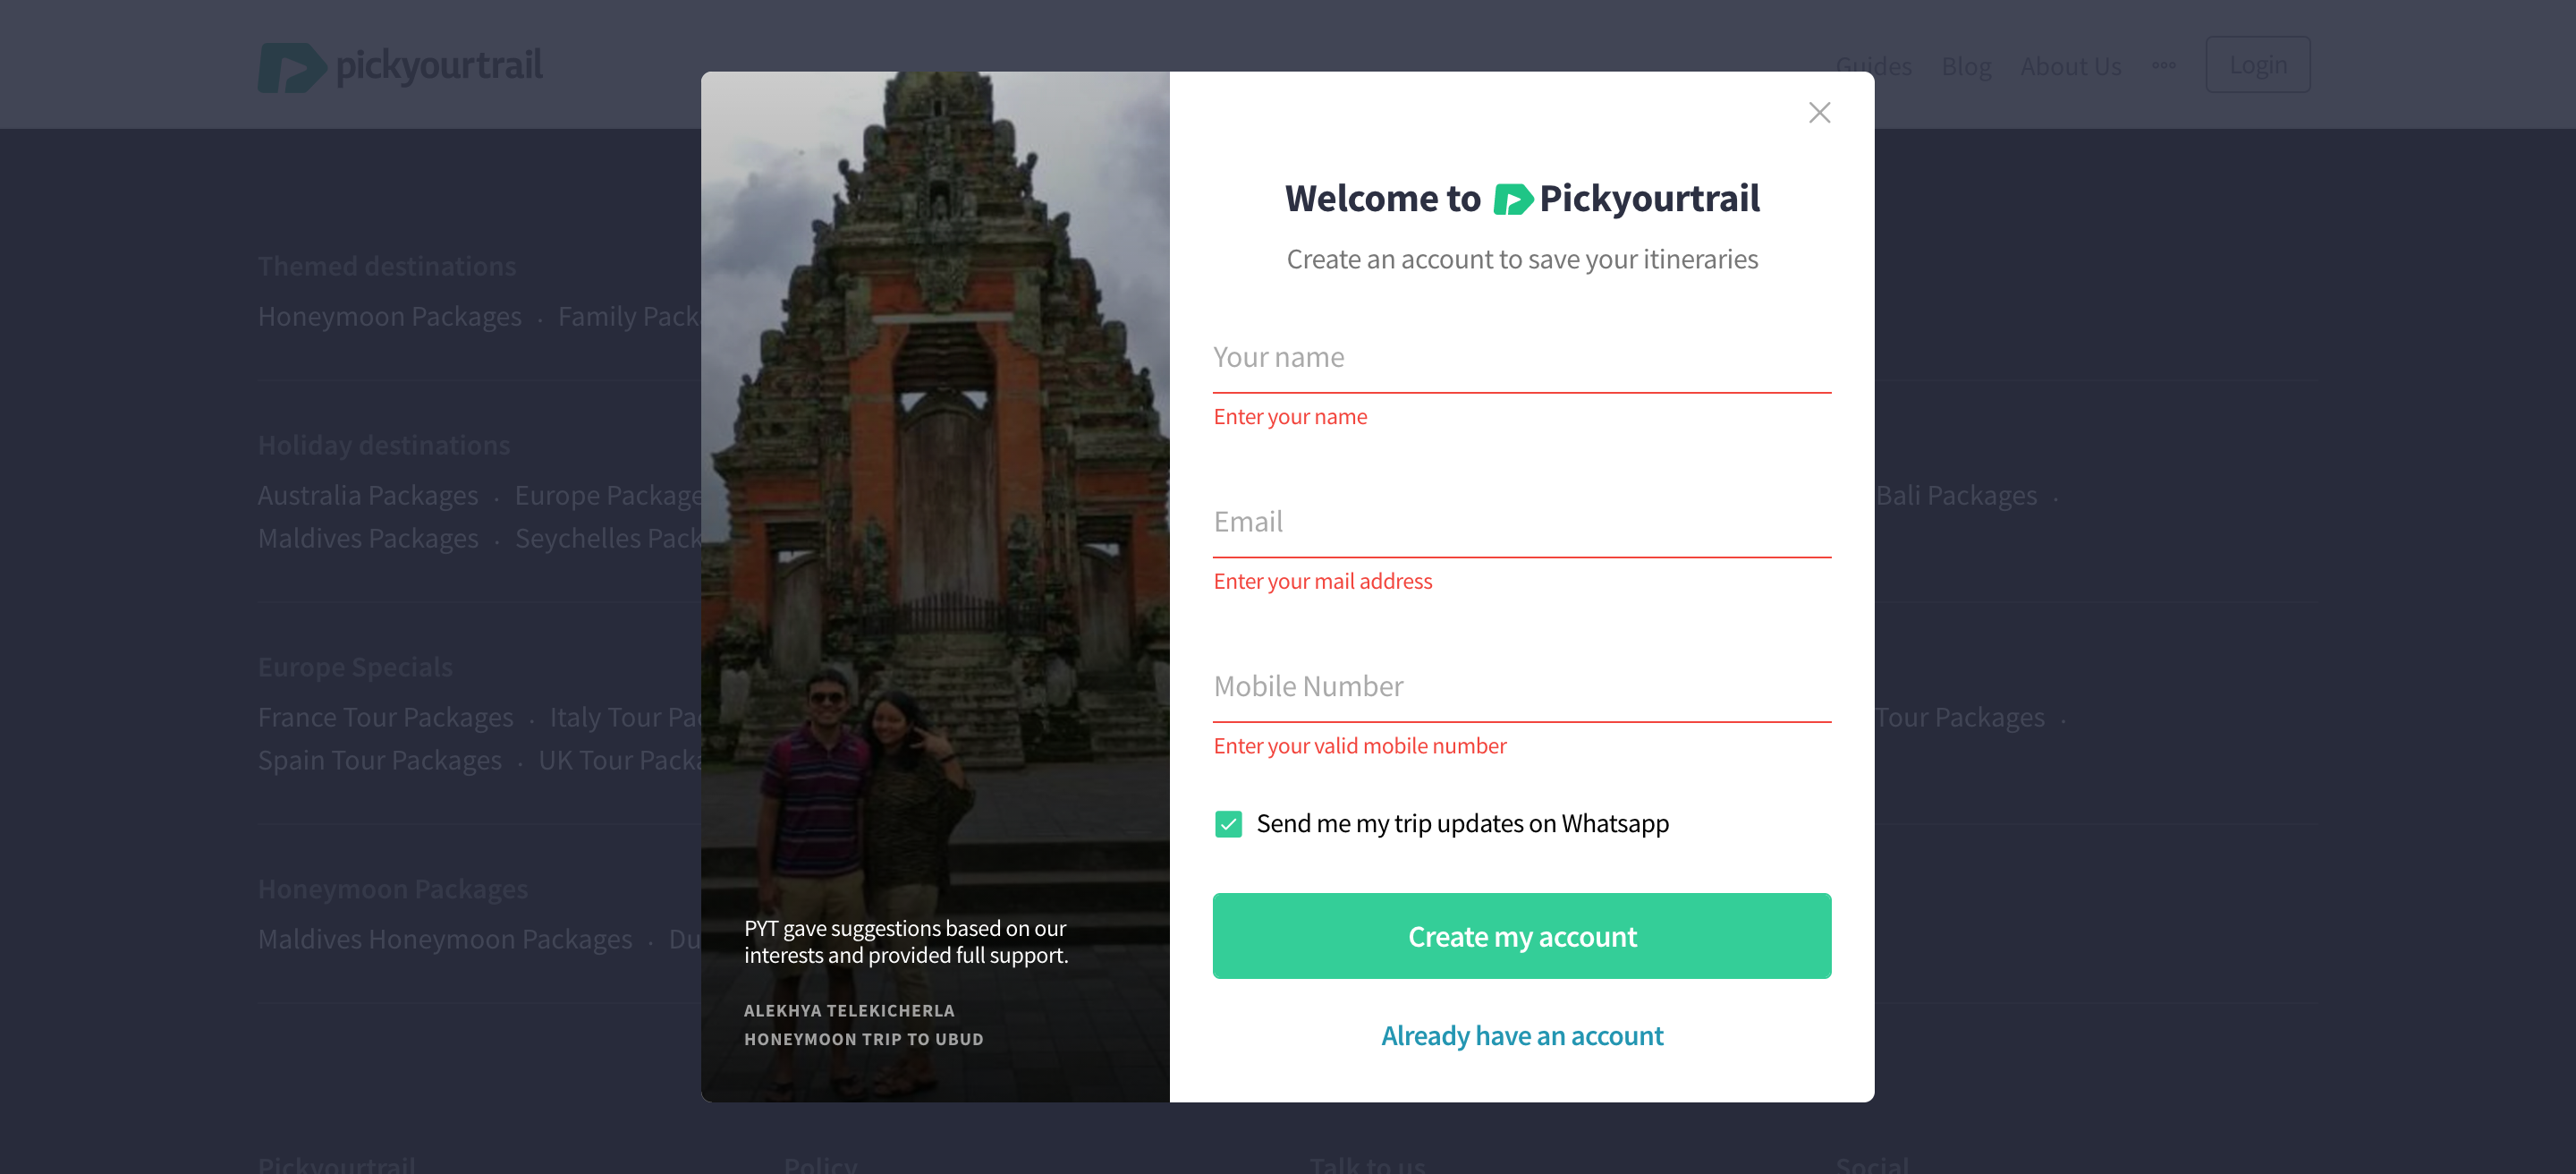 pickyourtrail
Guides Blog About Us Login
Themed destinations
Honeymoon Packages · Family Pack
Holiday destinations
Australia Packages · Europe Package
Bali Packages ·
Maldives Packages · Seychelles Pack
Europe Specials
France Tour Packages · Italy Tour Pa
Tour Packages ·
Spain Tour Packages · UK Tour Packa
Honeymoon Packages
Maldives Honeymoon Packages · Du
Pickyourtrail Policy Talk to us Social
PYT gave suggestions based on our
interests and provided full support.
ALEKHYA TELEKICHERLA
HONEYMOON TRIP TO UBUD
Welcome to Pickyourtrail
Create an account to save your itineraries
Your name
Enter your name
Email
Enter your mail address
Mobile Number
Enter your valid mobile number
Send me my trip updates on Whatsapp
Create my account
Already have an account